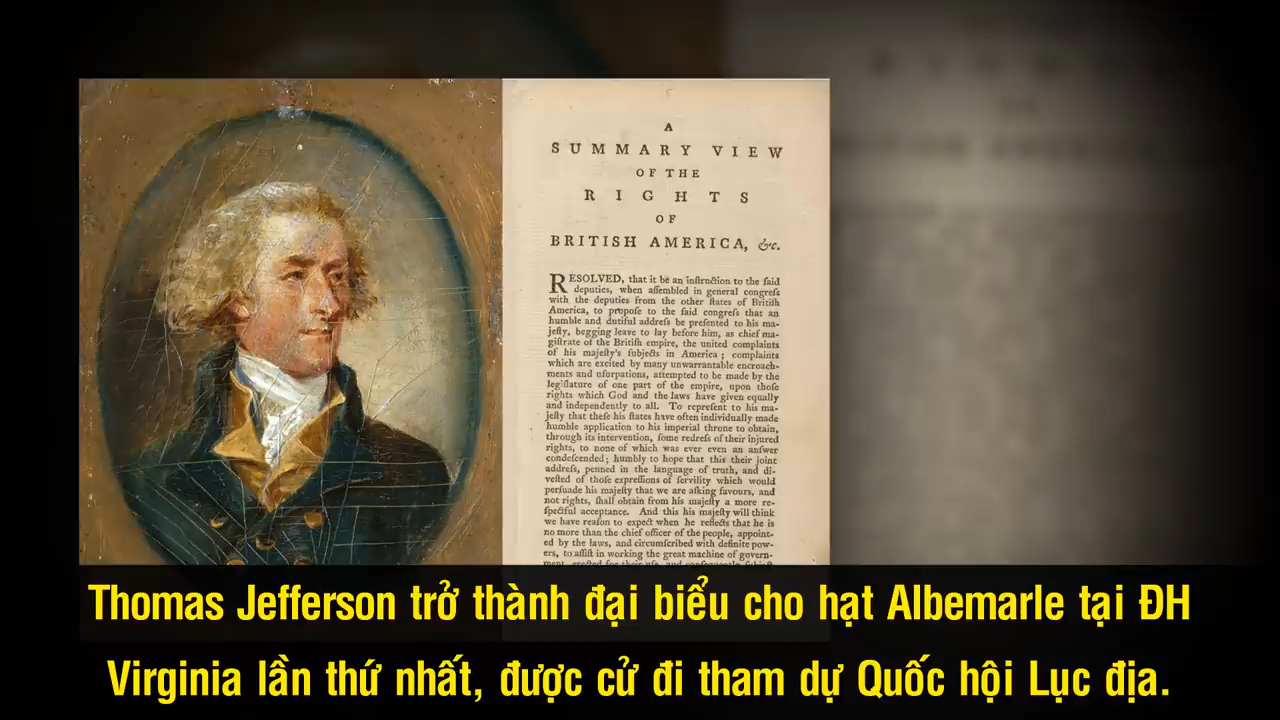 A
SUMMARY VIEW
OF THE
RIGHTS
OF
BRITISH AMERICA, &c.
RESOLVED, that it be an inſtruction to the ſaid
deputies, when aſſembled in general congreſs
with the deputies from the other ſtates of Britiſh
America, to propoſe to the ſaid congreſs that an
humble and dutiful addreſs be preſented to his ma-
jeſty, begging leave to lay before him, as chief ma-
giſtrate of the Britiſh empire, the united complaints
of his majeſty's ſubjects in America; complaints
which are excited by many unwarrantable encroach-
ments and uſurpations, attempted to be made by the
legiſlature of one part of the empire, upon thoſe
rights which God and the laws have given equally
and independently to all. To repreſent to his ma-
jeſty that theſe his ſtates have often individually made
humble application to his imperial throne to obtain,
through its intervention, ſome redreſs of their injured
rights, to none of which was ever even an anſwer
condeſcended; humbly to hope that this their joint
addreſs, penned in the language of truth, and di-
veſted of thoſe expreſſions of ſervility which would
perſuade his majeſty that we are aſking favours, and
not rights, ſhall obtain from his majeſty a more re-
ſpectful acceptance. And this his majeſty will think
we have reaſon to expect when he reflects that he is
no more than the chief officer of the people, appoint-
ed by the laws, and circumſcribed with definite pow-
ers, to aſſiſt in working the great machine of govern-
Thomas Jefferson trở thành đại biểu cho hạt Albemarle tại ĐH
Virginia lần thứ nhất, được cử đi tham dự Quốc hội Lục địa.